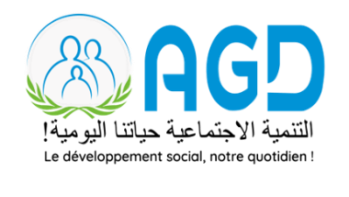 AGD
التنمية الاجتماعية حياتنا اليومية!
Le développement social, notre quotidien !